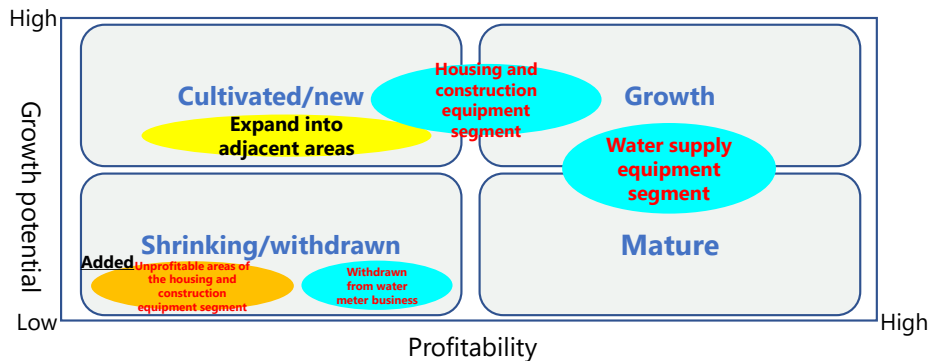 High
High
Growth potential
Cultivated/new
Expand into
adjacent areas
Housing and
construction
equipment
segment
Growth
Water supply
equipment
segment
Shrinking/withdrawn
Added
Unprofitable areas of
the housing and
construction
equipment segment
Withdrawn
from water
meter business
Mature
Low
Profitability